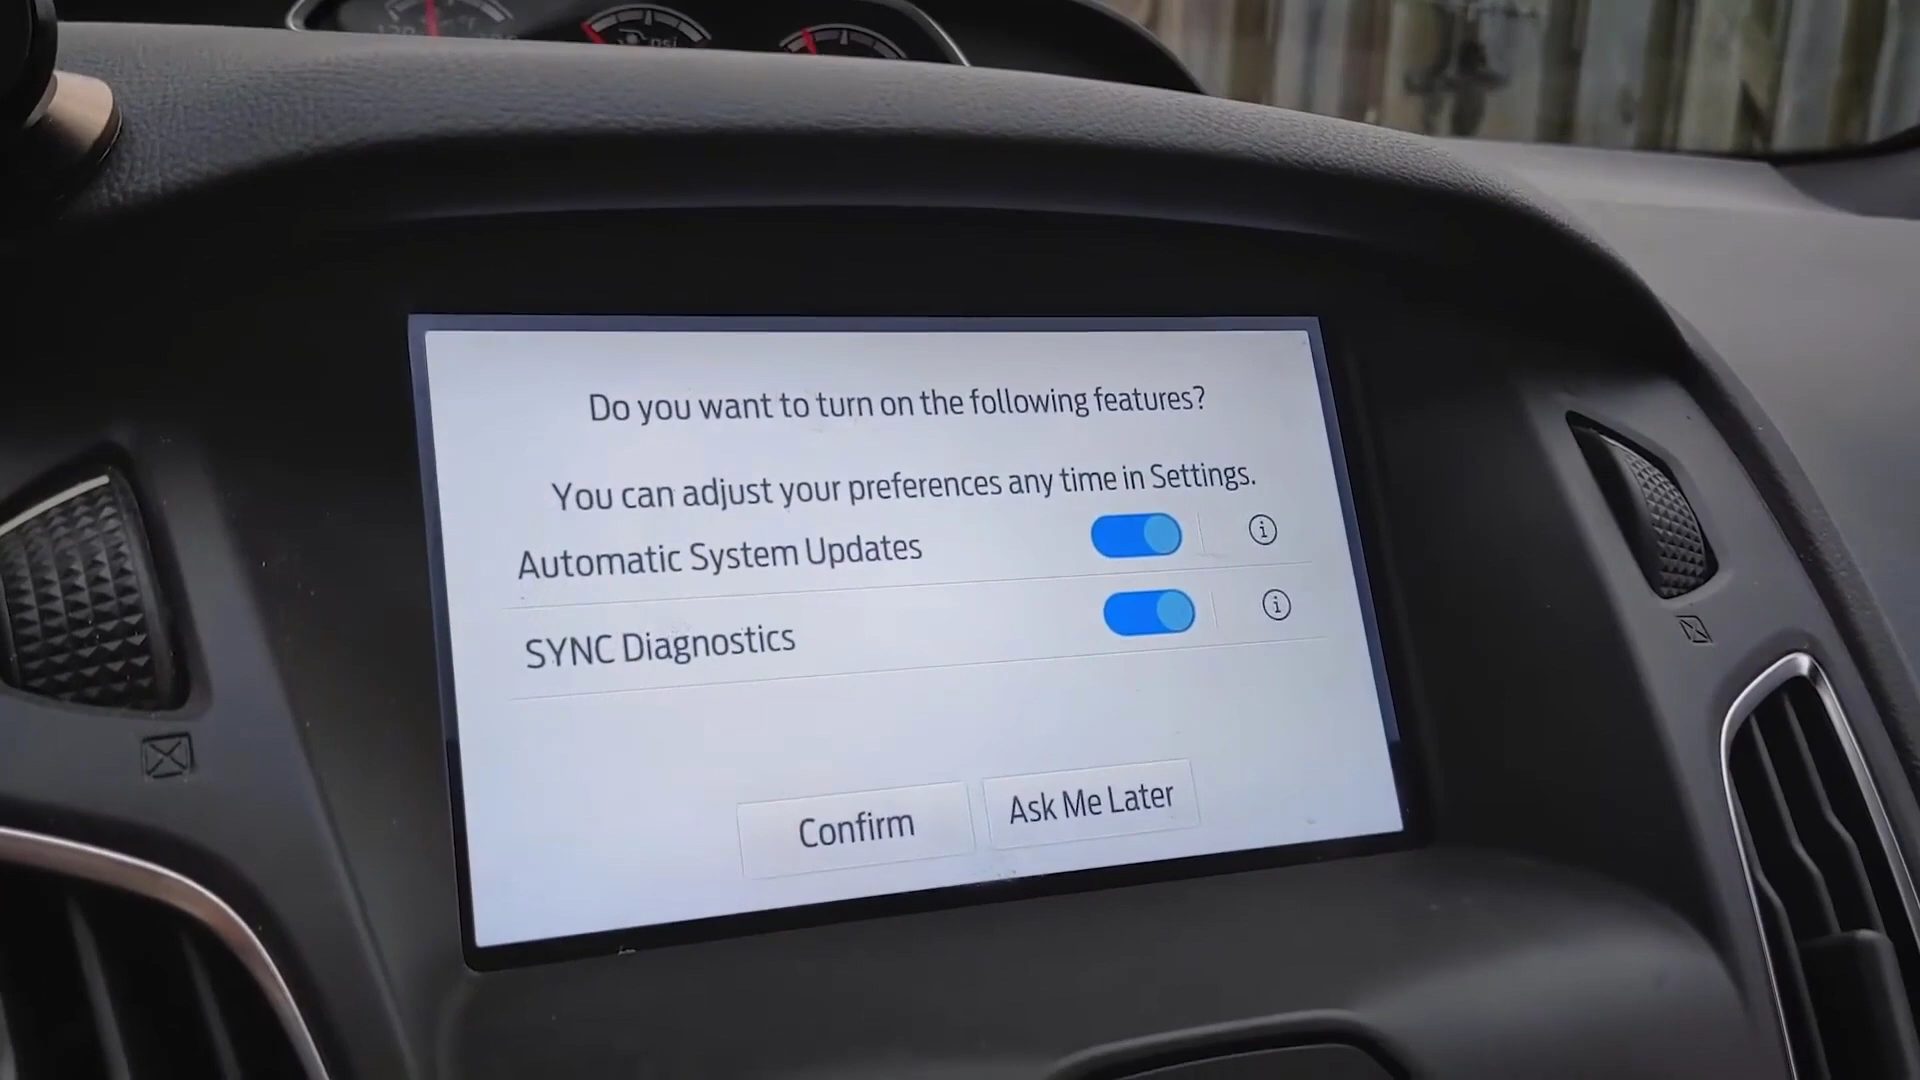 psi
Do you want to turn on the following features?
You can adjust your preferences any time in Settings.
Automatic System Updates
SYNC Diagnostics
Confirm
Ask Me Later